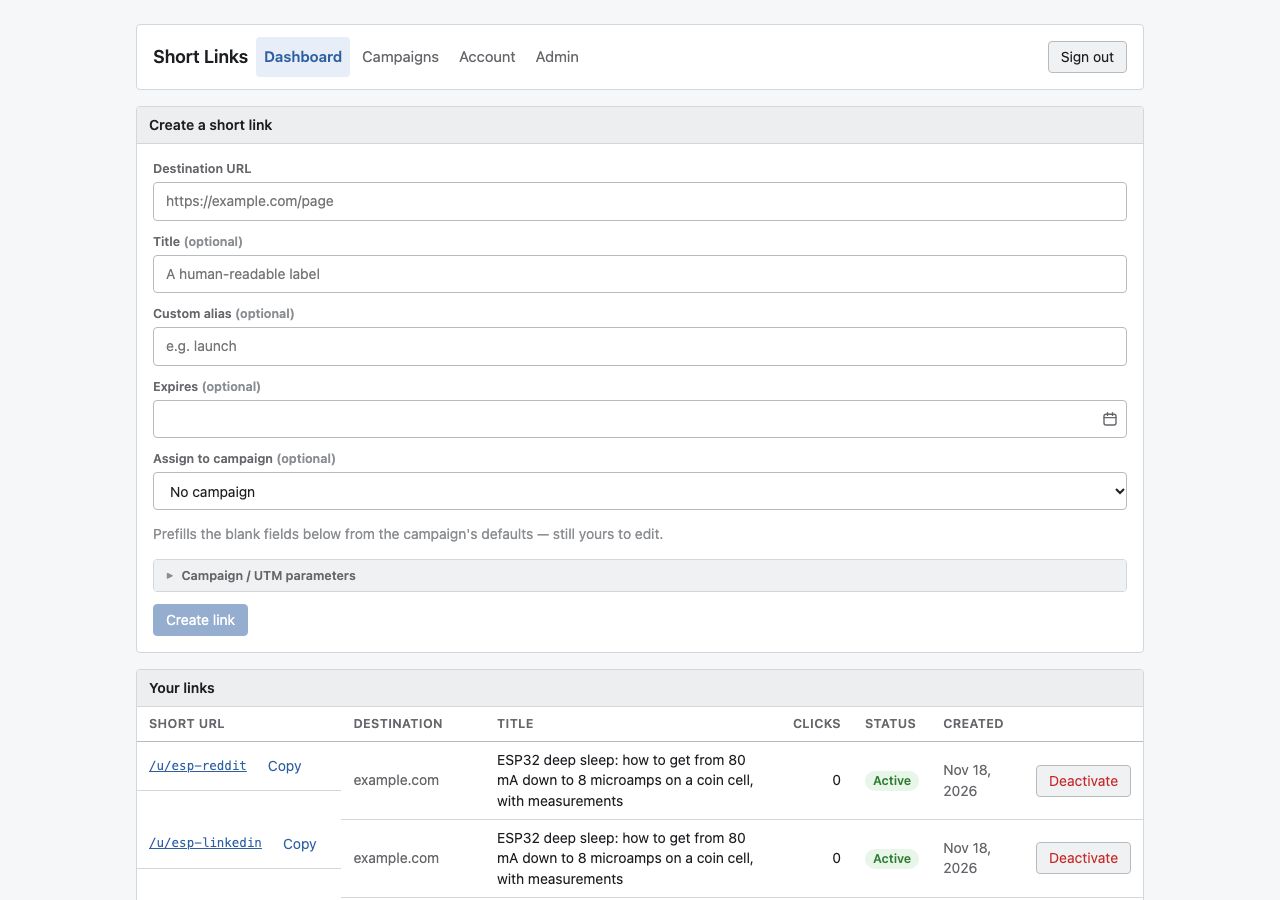 Short Links Dashboard Campaigns Account Admin Sign out
Create a short link
Destination URL
https://example.com/page
Title (optional)
A human-readable label
Custom alias (optional)
e.g. launch
Expires (optional)
Assign to campaign (optional)
No campaign
Prefills the blank fields below from the campaign's defaults — still yours to edit.
Campaign / UTM parameters
Create link
Your links
SHORT URL DESTINATION TITLE CLICKS STATUS CREATED
/u/esp-reddit Copy example.com ESP32 deep sleep: how to get from 80
mA down to 8 microamps on a coin cell,
with measurements 0 Active Nov 18,
2026 Deactivate
/u/esp-linkedin Copy example.com ESP32 deep sleep: how to get from 80
mA down to 8 microamps on a coin cell,
with measurements 0 Active Nov 18,
2026 Deactivate